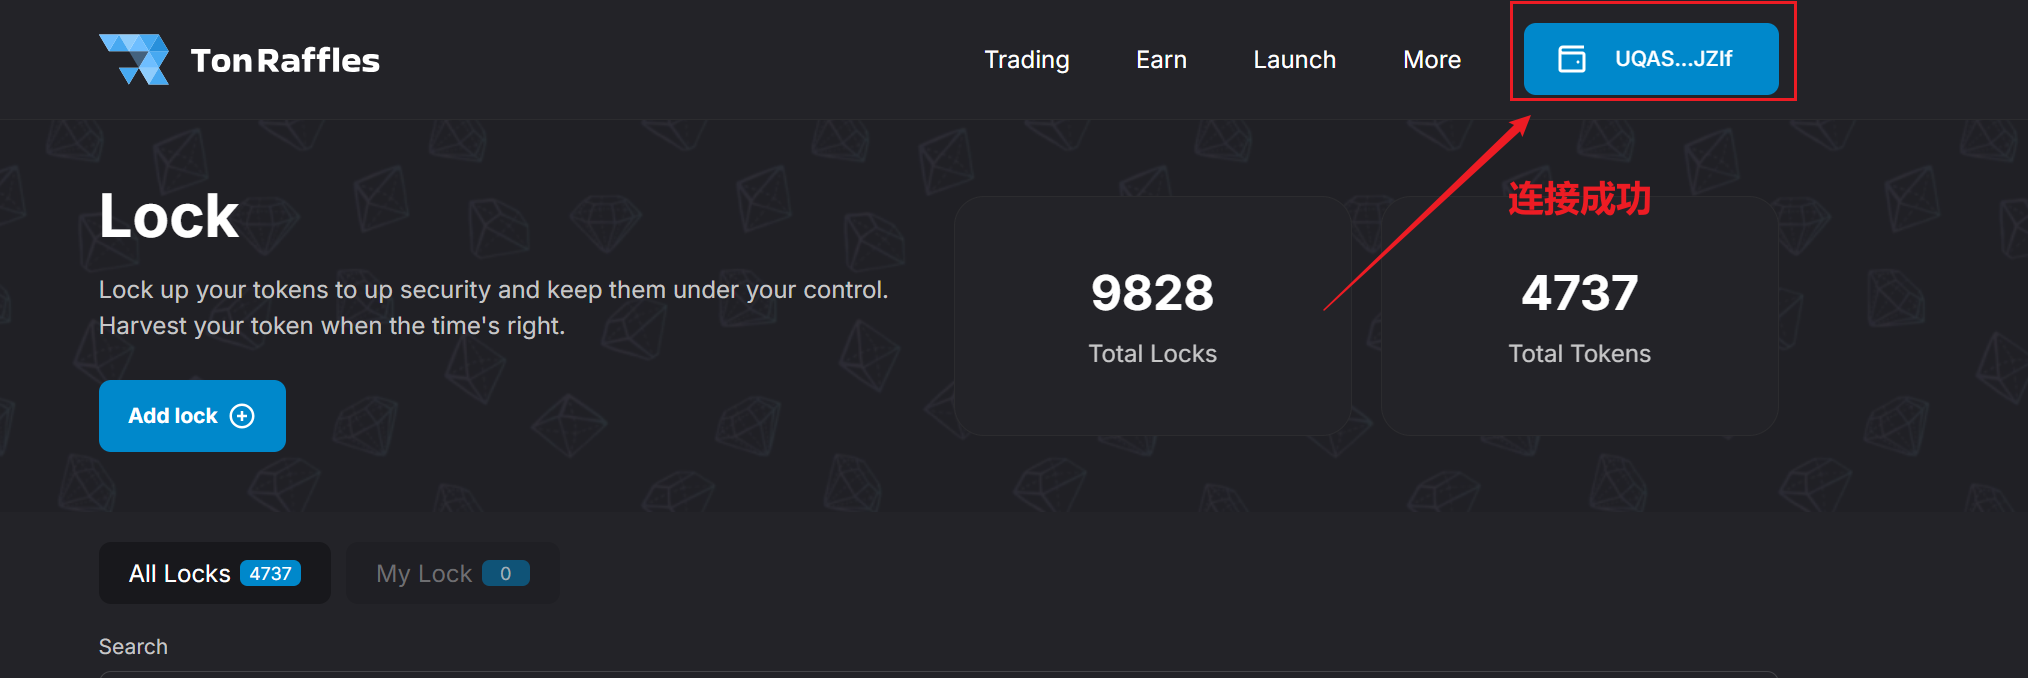 TonRaffles
Trading
Earn
Launch
More
UQAS...JZIf
连接成功
Lock
Lock up your tokens to up security and keep them under your control.
Harvest your token when the time's right.
Add lock
9828
Total Locks
4737
Total Tokens
All Locks 4737
My Lock 0
Search